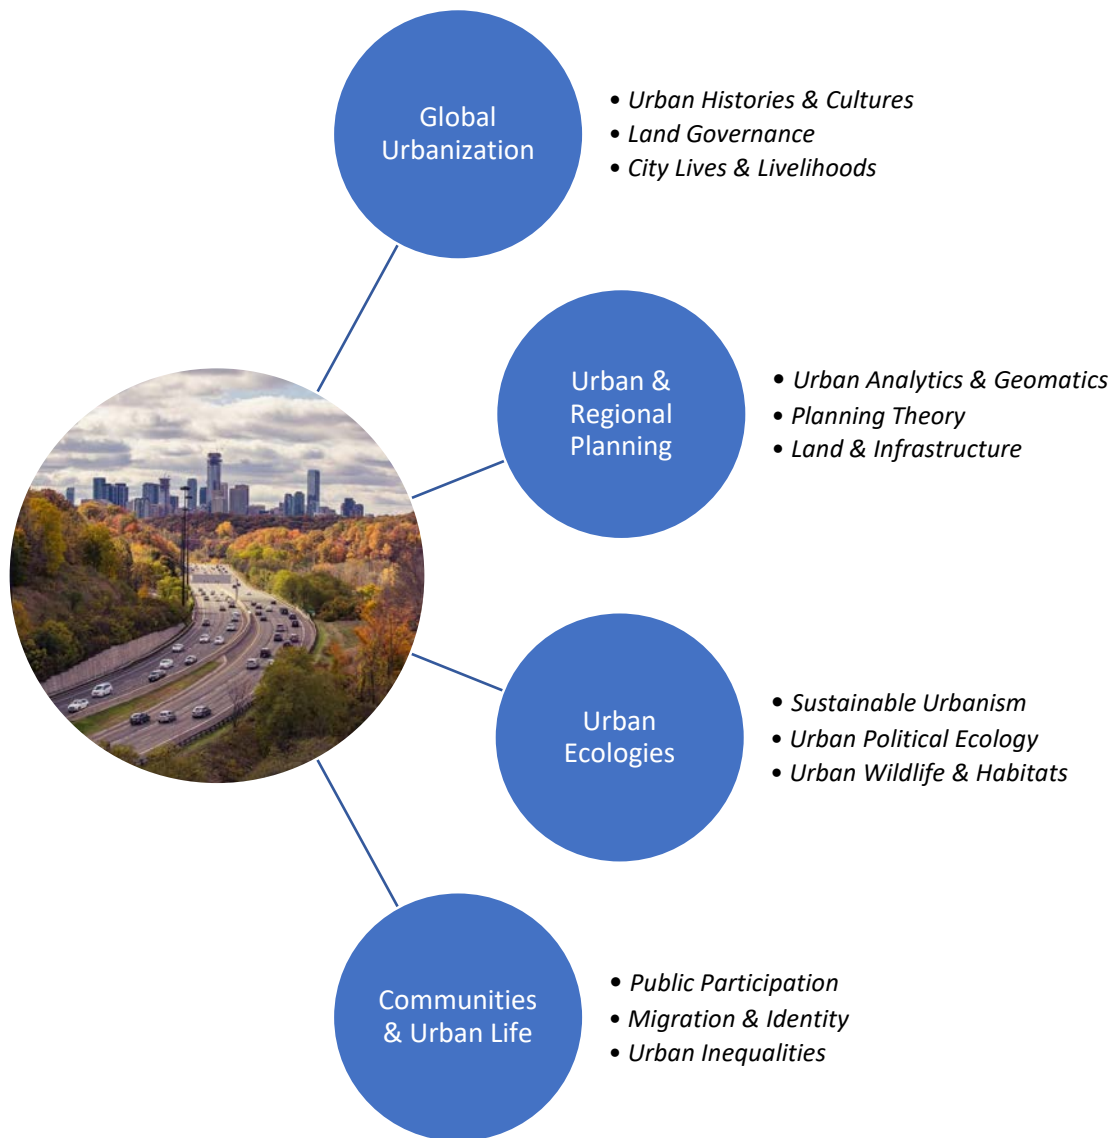 Global
Urbanization
• Urban Histories & Cultures
• Land Governance
• City Lives & Livelihoods
Urban &
Regional
Planning
• Urban Analytics & Geomatics
• Planning Theory
• Land & Infrastructure
Urban
Ecologies
• Sustainable Urbanism
• Urban Political Ecology
• Urban Wildlife & Habitats
Communities
& Urban Life
• Public Participation
• Migration & Identity
• Urban Inequalities